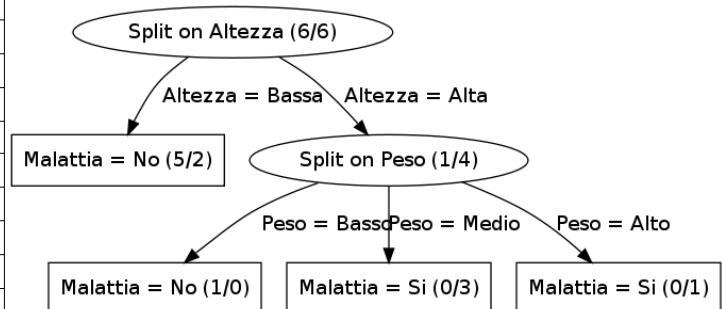 Split on Altezza (6/6)
Altezza = Bassa
Altezza = Alta
Malattia = No (5/2)
Split on Peso (1/4)
Peso = Basso
Peso = Medio
Peso = Alto
Malattia = No (1/0)
Malattia = Si (0/3)
Malattia = Si (0/1)